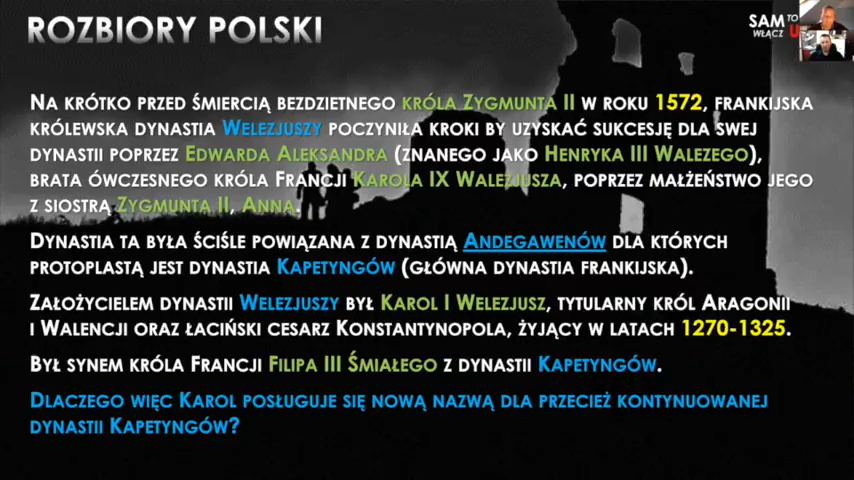 ROZBIORY POLSKI
SAM TO
WŁĄCZ U
NA KRÓTKO PRZED ŚMIERCIĄ BEZDZIETNEGO KRÓLA ZYGMUNTA II W ROKU 1572, FRANKIJSKA
KRÓLEWSKA DYNASTIA WELEZJUSZY POCZYNIŁA KROKI BY UZYSKAĆ SUKCESJĘ DLA SWEJ
DYNASTII POPRZEZ EDWARDA ALEKSANDRA (ZNANEGO JAKO HENRYKA III WALEZEGO),
BRATA ÓWCZESNEGO KRÓLA FRANCJI KAROLA IX WALEZJUSZA, POPRZEZ MAŁŻEŃSTWO JEGO
Z SIOSTRĄ ZYGMUNTA II, ANNĄ.
DYNASTIA TA BYŁA ŚCIŚLE POWIĄZANA Z DYNASTIĄ ANDEGAWENÓW DLA KTÓRYCH
PROTOPLASTĄ JEST DYNASTIA KAPETYNGÓW (GŁÓWNA DYNASTIA FRANKIJSKA).
ZAŁOŻYCIELEM DYNASTII WELEZJUSZY BYŁ KAROL I WELEZJUSZ, TYTULARNY KRÓL ARAGONII
I WALENCJI ORAZ ŁACIŃSKI CESARZ KONSTANTYNOPOLA, ŻYJĄCY W LATACH 1270-1325.
BYŁ SYNEM KRÓLA FRANCJI FILIPA III ŚMIAŁEGO Z DYNASTII KAPETYNGÓW.
DLACZEGO WIĘC KAROL POSŁUGUJE SIĘ NOWĄ NAZWĄ DLA PRZECIEŻ KONTYNUOWANEJ
DYNASTII KAPETYNGÓW?